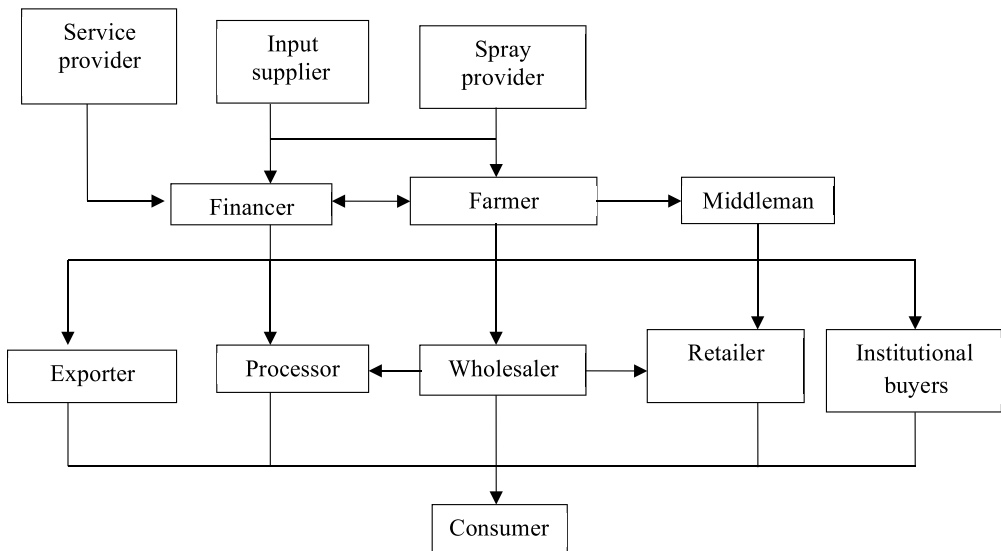 Service
provider
Input
supplier
Spray
provider
Financer
Farmer
Middleman
Exporter
Processor
Wholesaler
Retailer
Institutional
buyers
Consumer